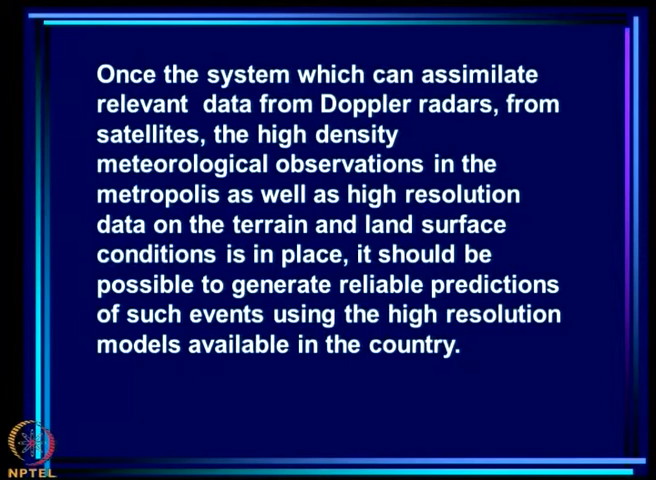 Once the system which can assimilate
relevant data from Doppler radars, from
satellites, the high density
meteorological observations in the
metropolis as well as high resolution
data on the terrain and land surface
conditions is in place, it should be
possible to generate reliable predictions
of such events using the high resolution
models available in the country.
NPTEL